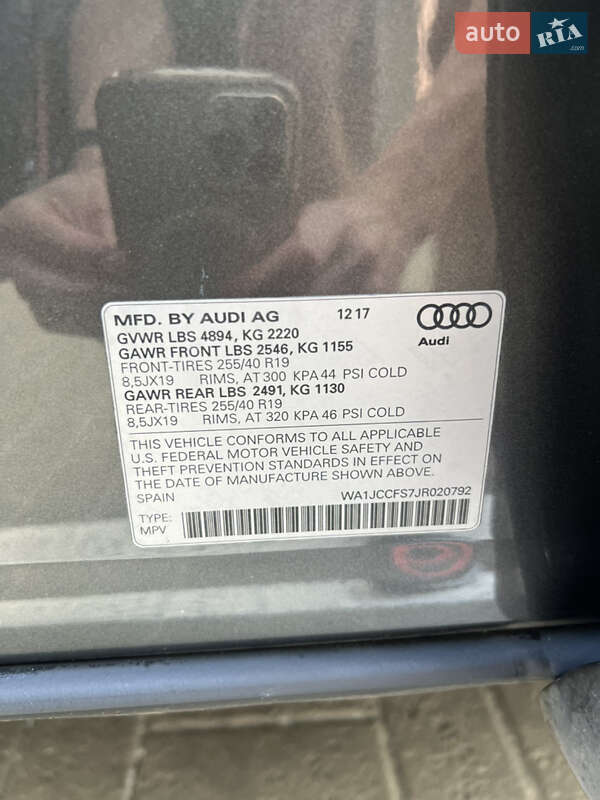 auto RIA.com
MFD. BY AUDI AG 12 17
GVWR LBS 4894, KG 2220
GAWR FRONT LBS 2546, KG 1155
FRONT-TIRES 255/40 R19
8,5JX19 RIMS, AT 300 KPA 44 PSI COLD
GAWR REAR LBS 2491, KG 1130
REAR-TIRES 255/40 R19
8,5JX19 RIMS, AT 320 KPA 46 PSI COLD
Audi
THIS VEHICLE CONFORMS TO ALL APPLICABLE
U.S. FEDERAL MOTOR VEHICLE SAFETY AND
THEFT PREVENTION STANDARDS IN EFFECT ON
THE DATE OF MANUFACTURE SHOWN ABOVE.
SPAIN WA1JCCFS7JR020792
TYPE:
MPV